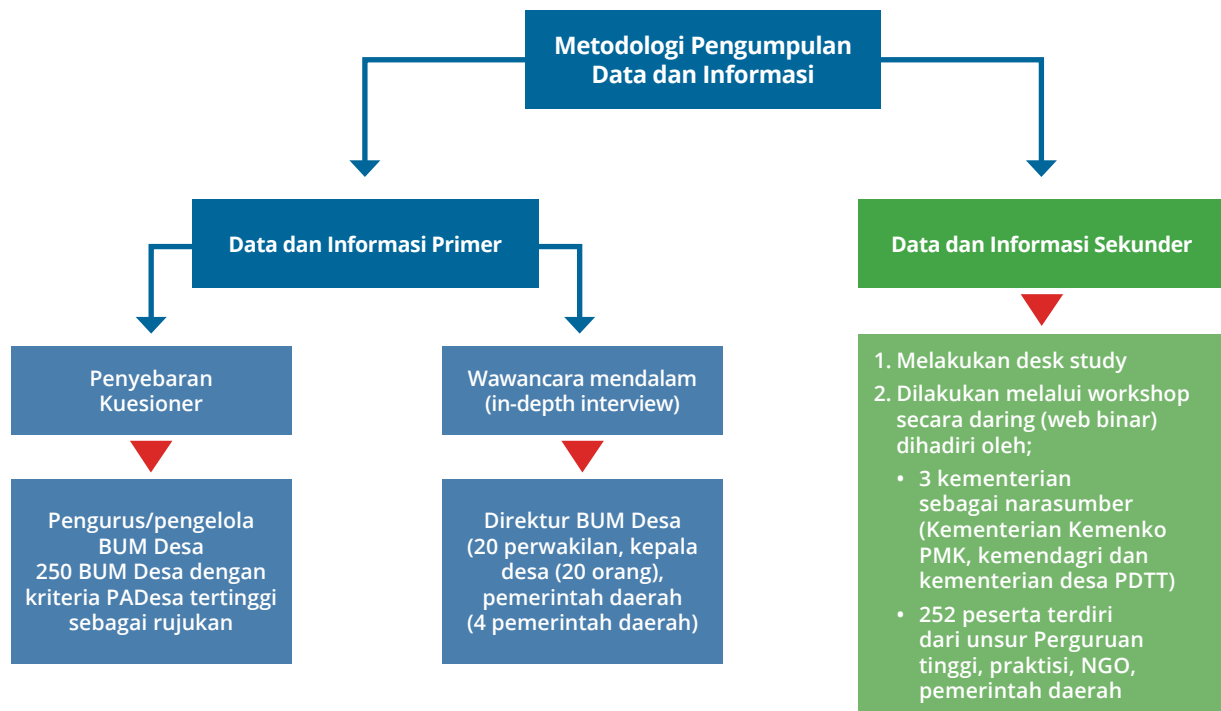 Metodologi Pengumpulan
Data dan Informasi
Data dan Informasi Primer
Data dan Informasi Sekunder
Penyebaran
Kuesioner
Wawancara mendalam
(in-depth interview)
Pengurus/pengelola
BUM Desa
250 BUM Desa dengan
kriteria PADesa tertinggi
sebagai rujukan
Direktur BUM Desa
(20 perwakilan, kepala
desa (20 orang),
pemerintah daerah
(4 pemerintah daerah)
1. Melakukan desk study
2. Dilakukan melalui workshop
secara daring (web binar)
dihadiri oleh;
• 3 kementerian
sebagai narasumber
(Kementerian Kemenko
PMK, kemendagri dan
kementerian desa PDTT)
• 252 peserta terdiri
dari unsur Perguruan
tinggi, praktisi, NGO,
pemerintah daerah